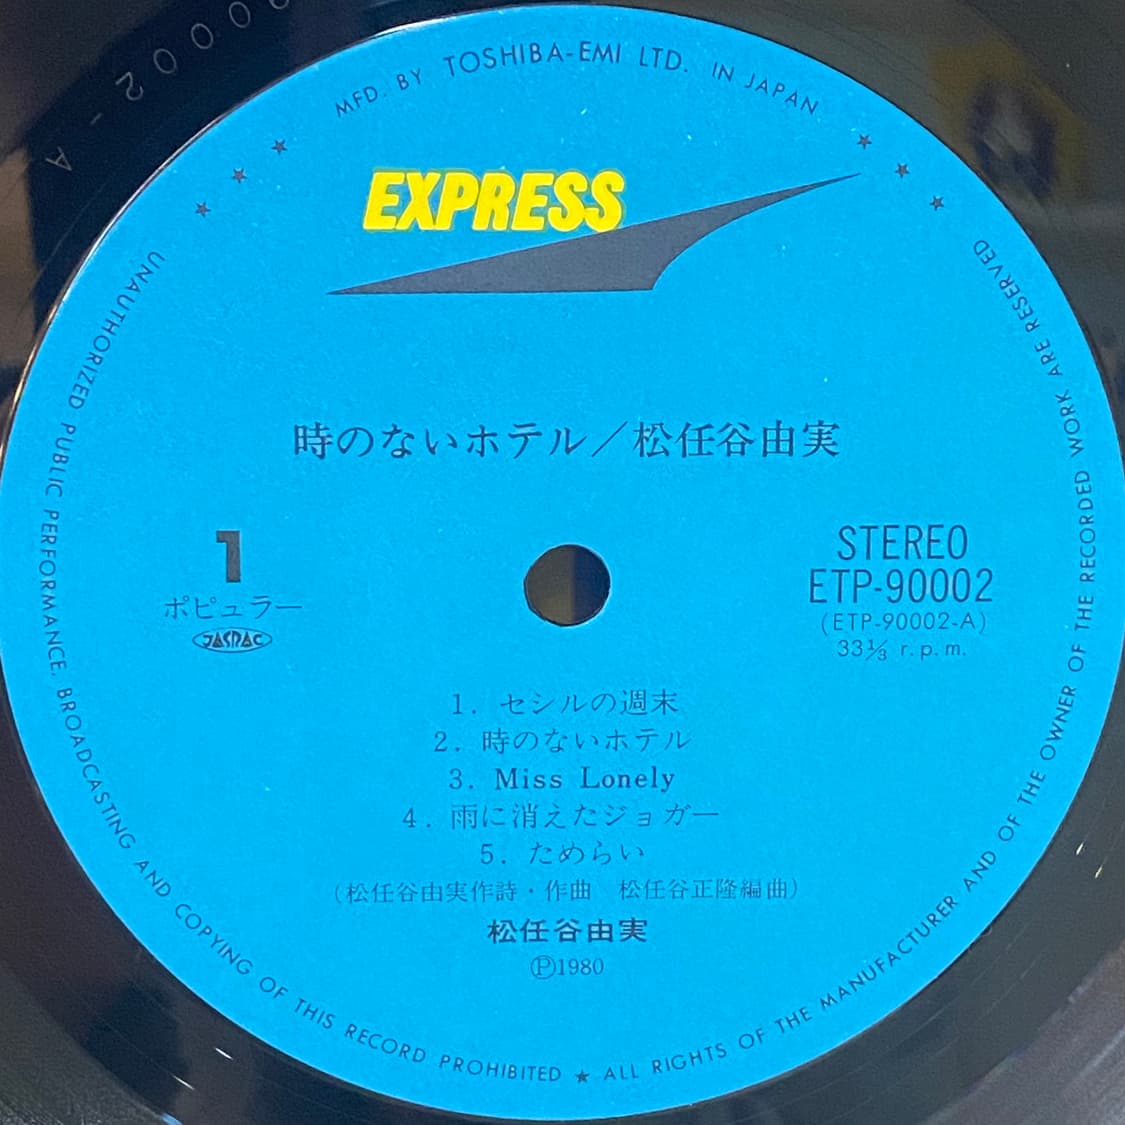 MFD. BY TOSHIBA-EMI LTD. IN JAPAN
EXPRESS
時のないホテル／松任谷由実
1
ポピュラー
JASRAC
STEREO
ETP-90002
(ETP-90002-A)
33⅓ r.p.m.
1. セシルの週末
2. 時のないホテル
3. Miss Lonely
4. 雨に消えたジョガー
5. ためらい
(松任谷由実作詩・作曲 松任谷正隆編曲)
松任谷由実
Ⓟ1980
UNAUTHORIZED PUBLIC PERFORMANCE, BROADCASTING AND COPYING OF THIS RECORD PROHIBITED ★ ALL RIGHTS OF THE MANUFACTURER AND OF THE OWNER OF THE RECORDED WORK ARE RESERVED